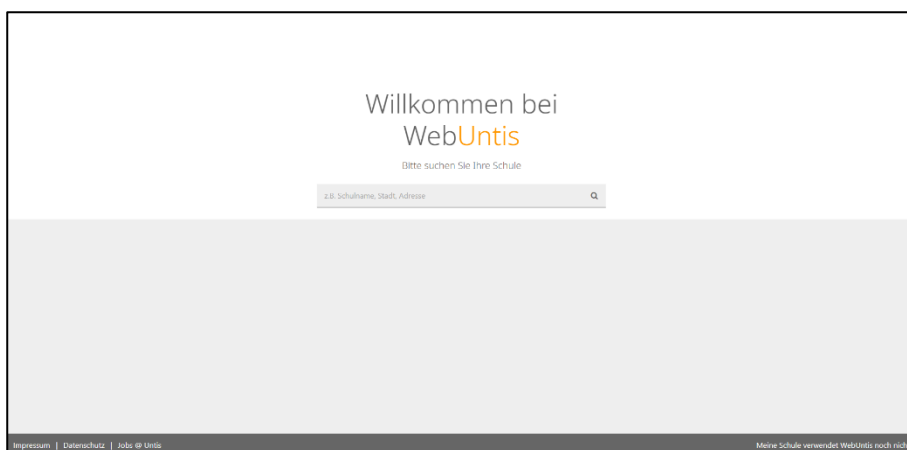 Willkommen bei
WebUntis
Bitte suchen Sie Ihre Schule
z.B. Schulname, Stadt, Adresse
Impressum | Datenschutz | Jobs @ Untis
Meine Schule verwendet WebUntis noch nich